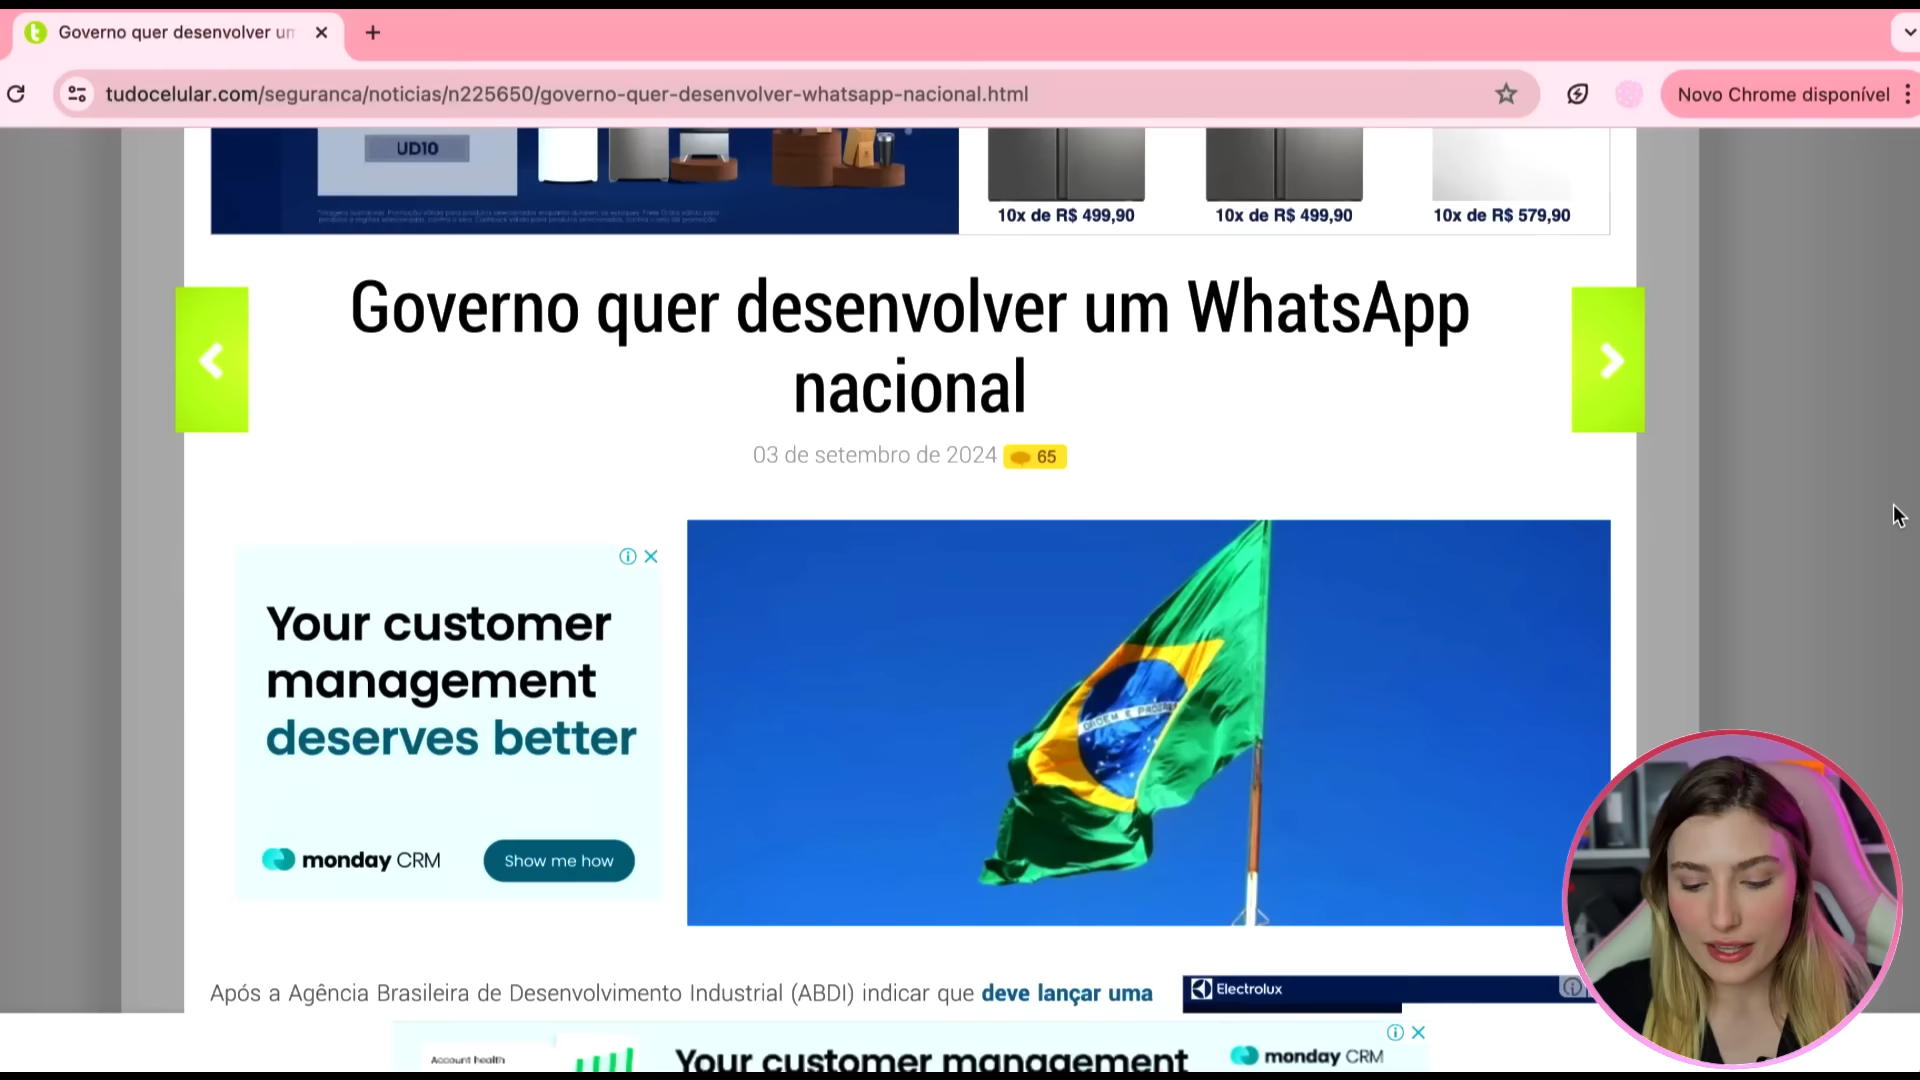 Governo quer desenvolver um
tudocelular.com/seguranca/noticias/n225650/governo-quer-desenvolver-whatsapp-nacional.html
Novo Chrome disponível
UD10
10x de R$ 499,90
10x de R$ 499,90
10x de R$ 579,90
Governo quer desenvolver um WhatsApp
nacional
03 de setembro de 2024 65
Your customer
management
deserves better
monday CRM
Show me how
ORDEM E PROGRE
Após a Agência Brasileira de Desenvolvimento Industrial (ABDI) indicar que deve lançar uma
Electrolux
Account health
Your customer management
monday CRM